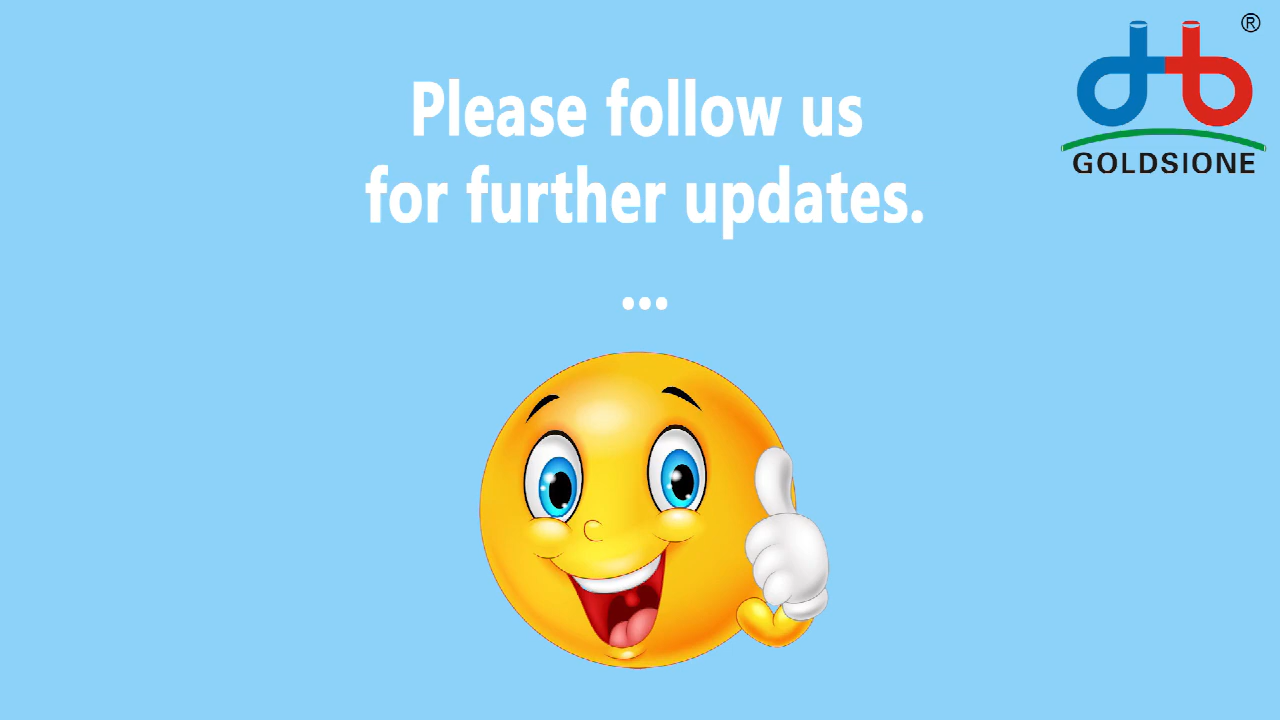 Please follow us
for further updates.
...
®
GOLDSIONE